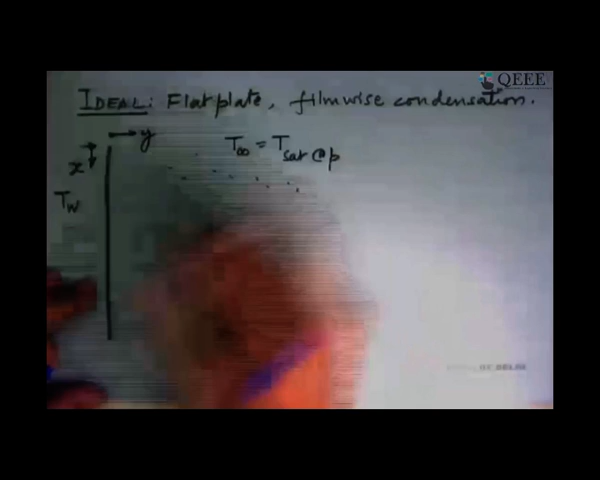 QEEE
IDEAL: Flat plate, filmwise condensation.
y
T∞ = Tsat @ p
x
Tw